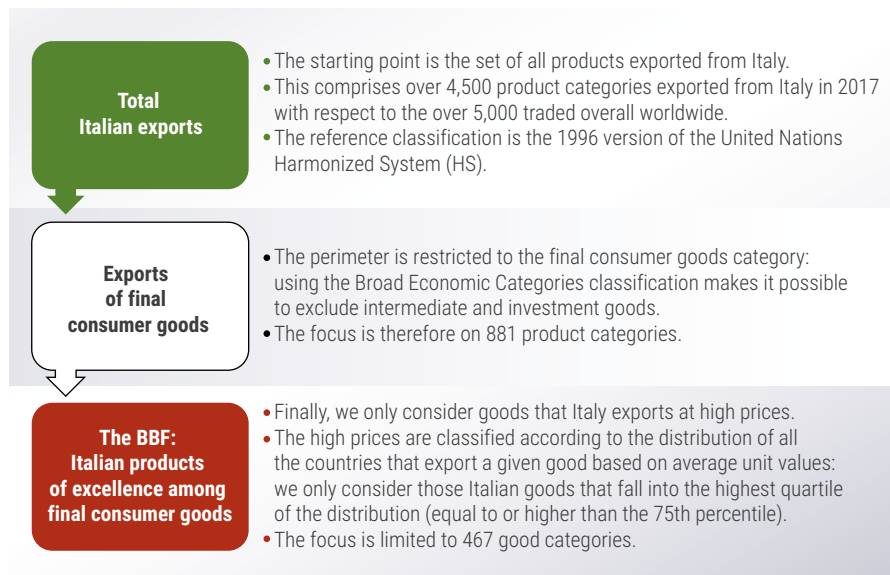 Total
Italian exports
• The starting point is the set of all products exported from Italy.
• This comprises over 4,500 product categories exported from Italy in 2017
with respect to the over 5,000 traded overall worldwide.
• The reference classification is the 1996 version of the United Nations
Harmonized System (HS).
Exports
of final
consumer goods
• The perimeter is restricted to the final consumer goods category:
using the Broad Economic Categories classification makes it possible
to exclude intermediate and investment goods.
• The focus is therefore on 881 product categories.
The BBF:
Italian products
of excellence among
final consumer goods
• Finally, we only consider goods that Italy exports at high prices.
• The high prices are classified according to the distribution of all
the countries that export a given good based on average unit values:
we only consider those Italian goods that fall into the highest quartile
of the distribution (equal to or higher than the 75th percentile).
• The focus is limited to 467 good categories.